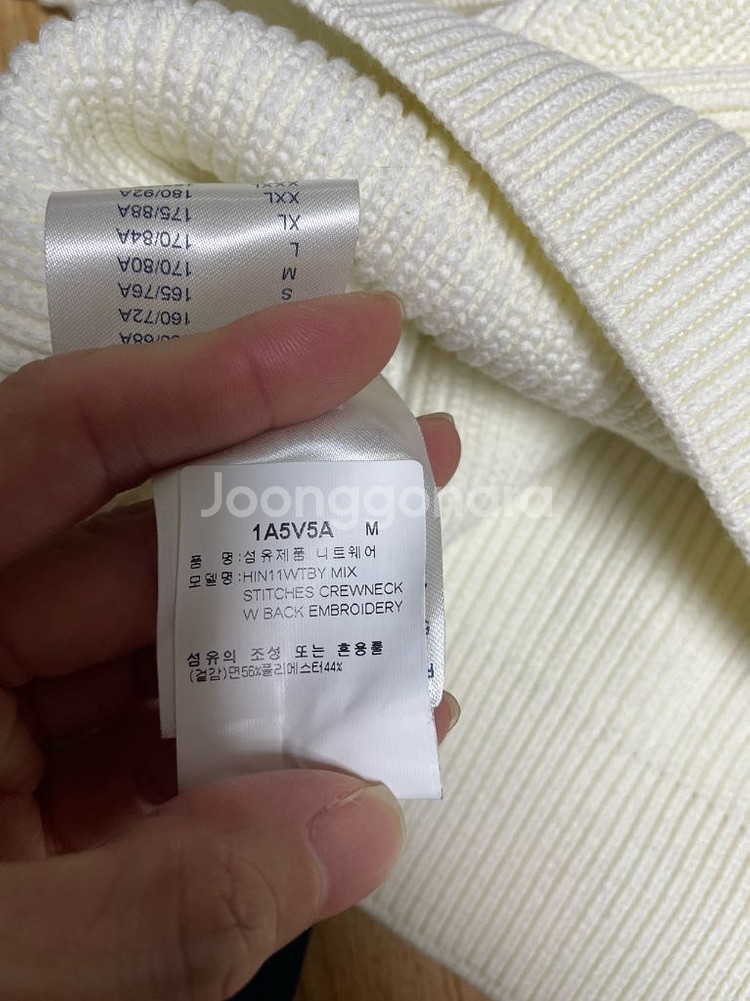 XXXL
180/92A XXL
175/88A XL
170/84A L
170/80A M
165/76A S
160/72A
Joonggonara
1A5V5A M
품 명:섬유제품 니트웨어
모델명:HIN11WTBY MIX
STITCHES CREWNECK
W BACK EMBROIDERY
섬유의 조성 또는 혼용률
(겉감)면56%폴리에스터44%